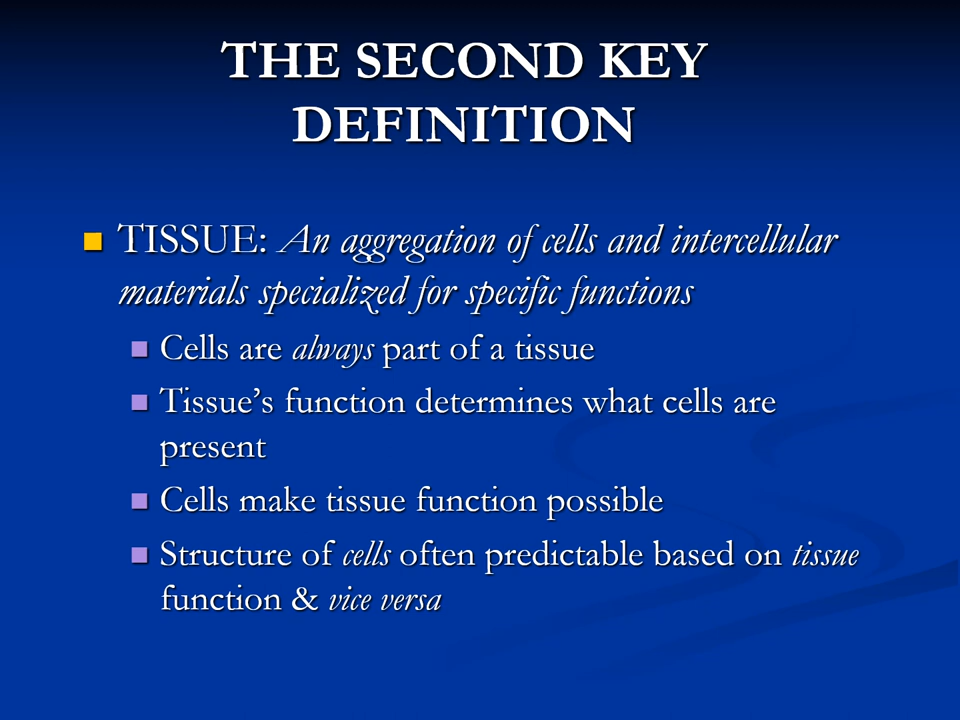 THE SECOND KEY
DEFINITION
TISSUE: An aggregation of cells and intercellular
materials specialized for specific functions
Cells are always part of a tissue
Tissue's function determines what cells are
present
Cells make tissue function possible
Structure of cells often predictable based on tissue
function & vice versa